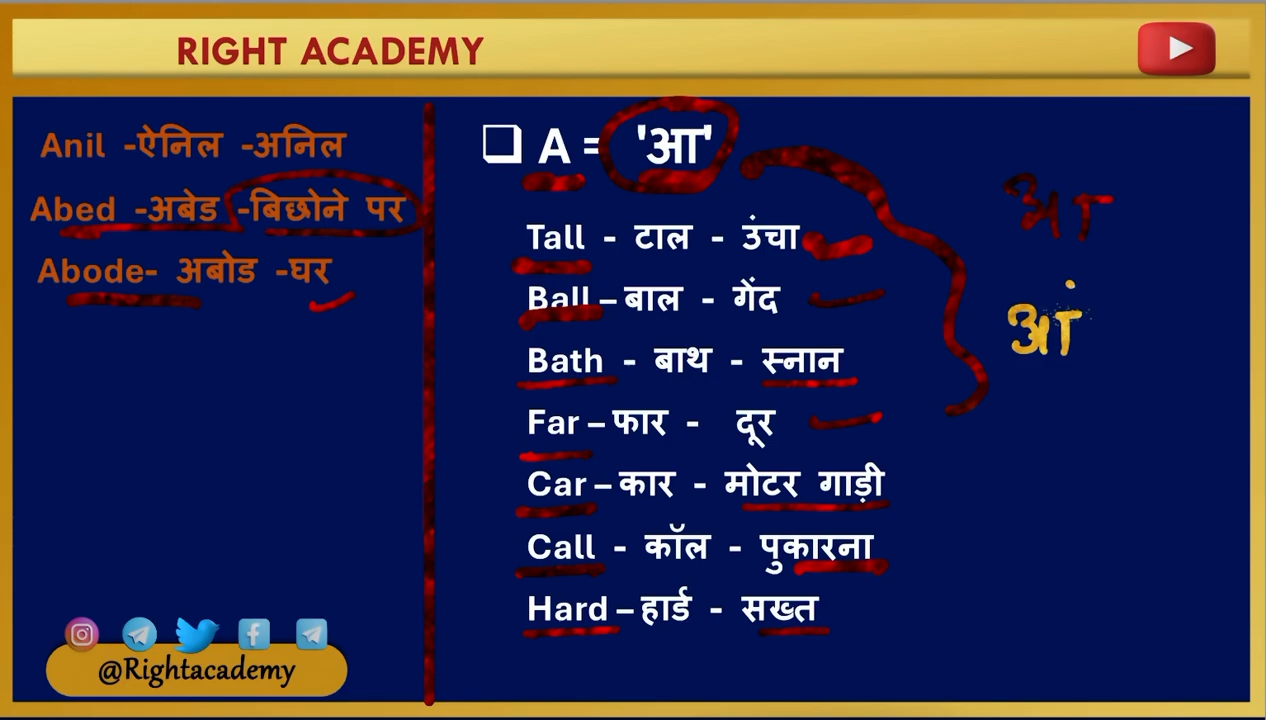 RIGHT ACADEMY
Anil -ऐनिल -अनिल
Abed -अबेड -बिछोने पर
Abode- अबोड -घर
A= 'आ'
Tall - टाल - उंचा
Ball – बाल - गेंद
Bath - बाथ - स्नान
Far – फार - दूर
Car – कार - मोटर गाड़ी
Call - कॉल - पुकारना
Hard – हार्ड - सख्त
आ
आं
@Rightacademy